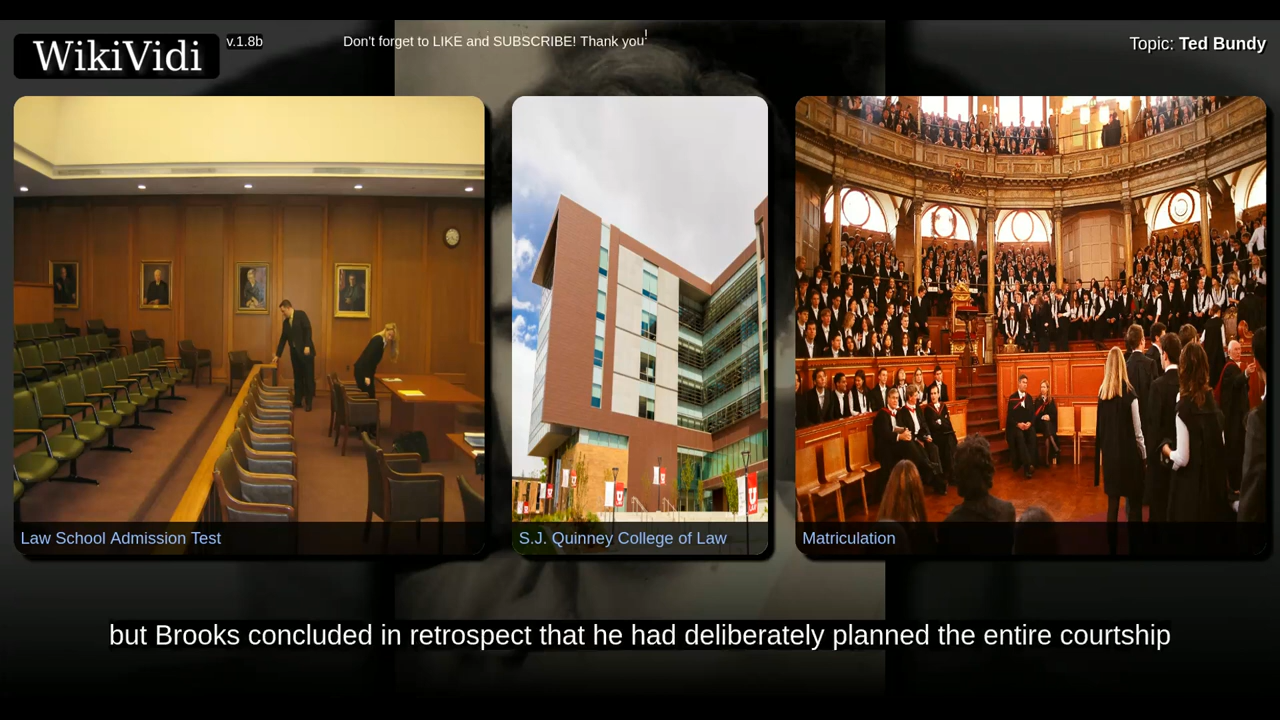 WikiVidi
v.1.8b
Don't forget to LIKE and SUBSCRIBE! Thank you!
Topic: Ted Bundy
Law School Admission Test
S.J. Quinney College of Law
Matriculation
but Brooks concluded in retrospect that he had deliberately planned the entire courtship